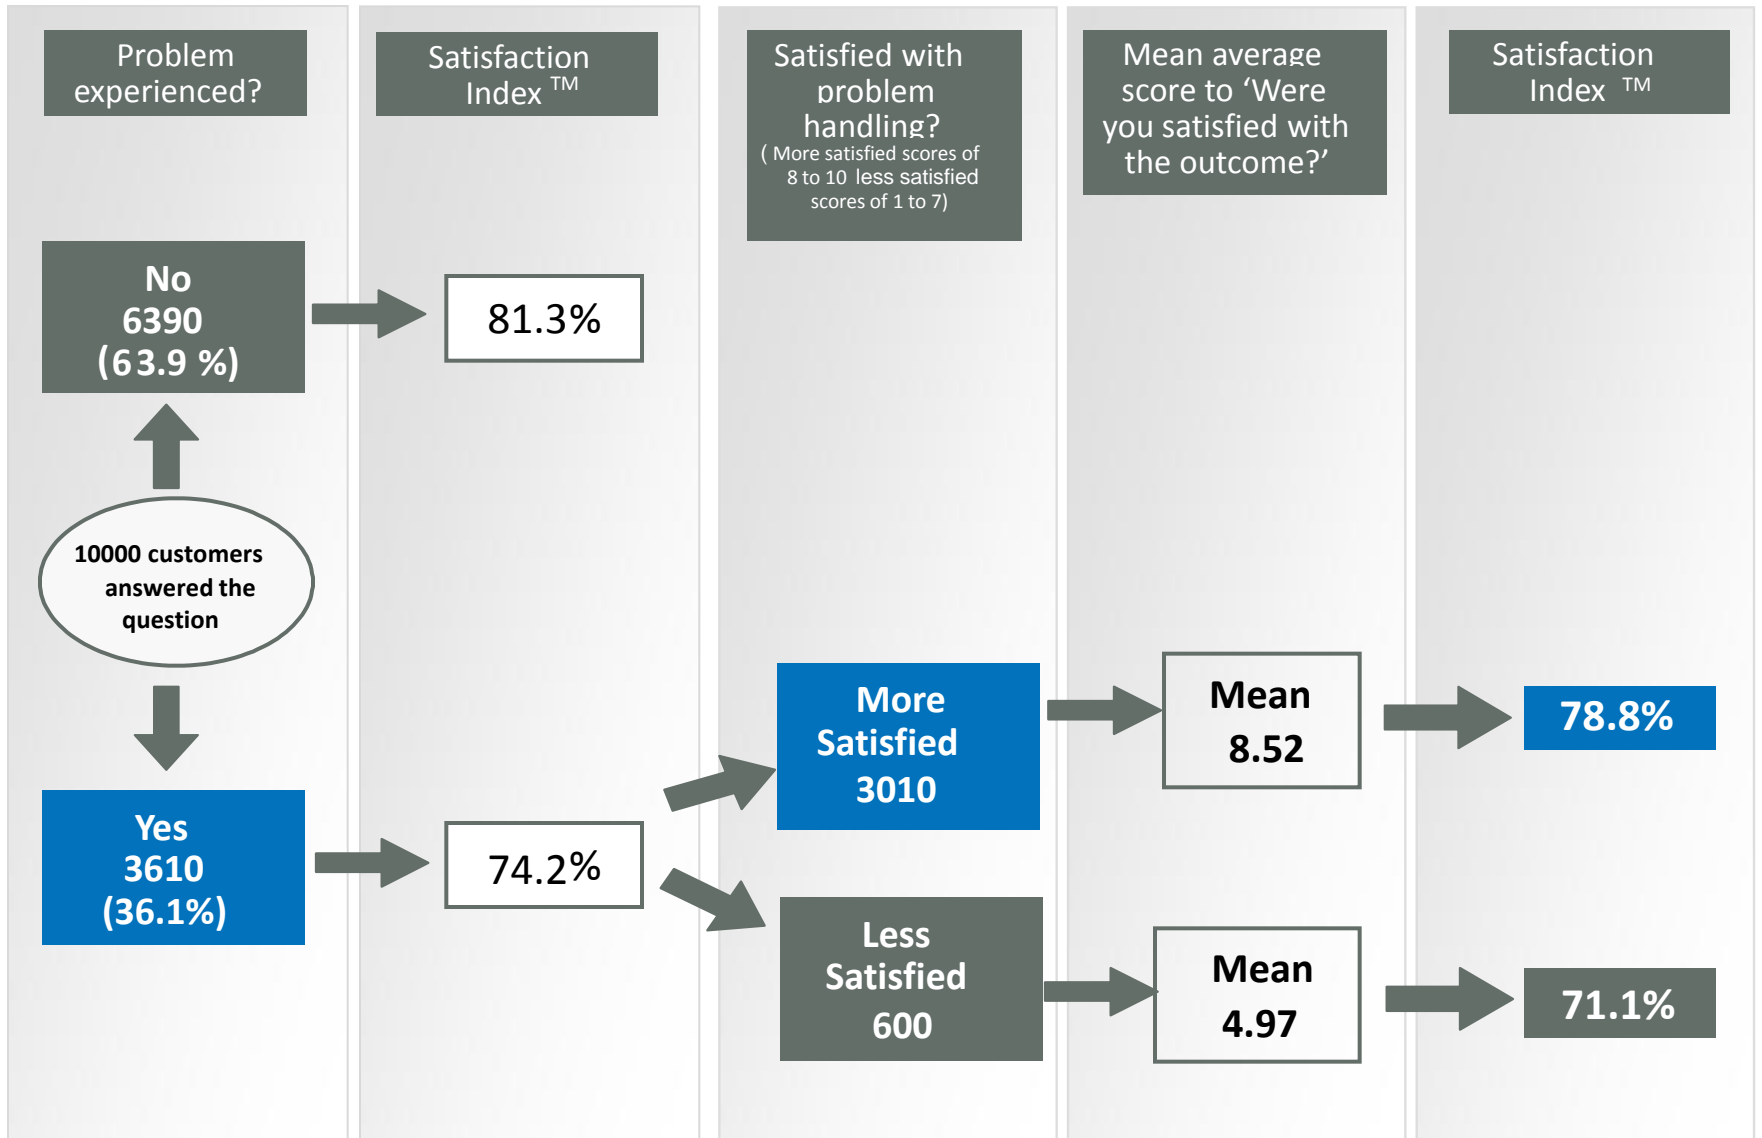 Problem
experienced?
Satisfaction
Index TM
Satisfied with
problem
handling?
( More satisfied scores of
8 to 10 less satisfied
scores of 1 to 7)
Mean average
score to ‘Were
you satisfied with
the outcome?’
Satisfaction
Index TM
No
6390
(63.9 %)
81.3%
10000 customers
answered the
question
Yes
3610
(36.1%)
74.2%
More
Satisfied
3010
Mean
8.52
78.8%
Less
Satisfied
600
Mean
4.97
71.1%